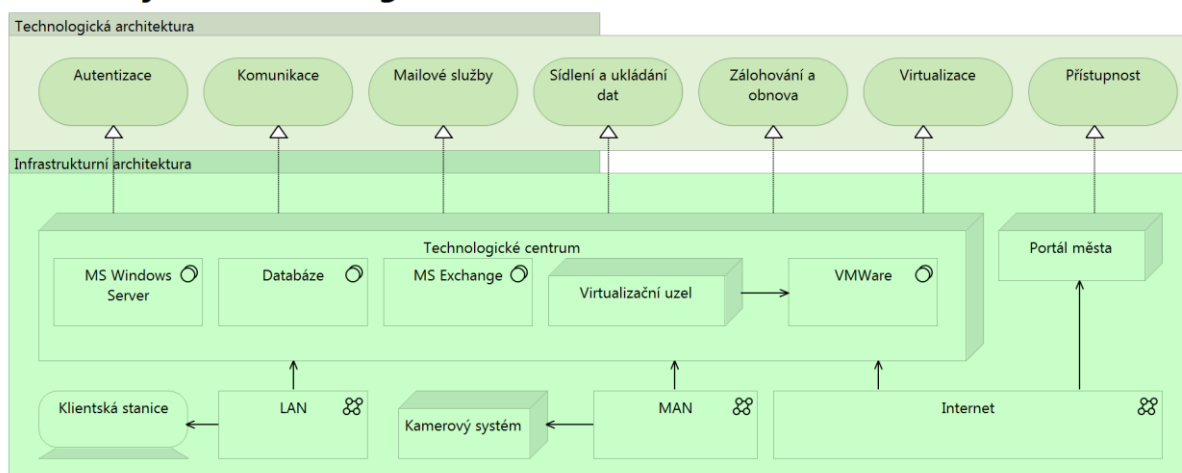 Technologická architektura
Autentizace
Komunikace
Mailové služby
Sídlení a ukládání
dat
Zálohování a
obnova
Virtualizace
Přístupnost
Infrastrukturní architektura
Technologické centrum
Portál města
MS Windows
Server
Databáze
MS Exchange
Virtualizační uzel
VMWare
Klientská stanice
LAN
Kamerový systém
MAN
Internet